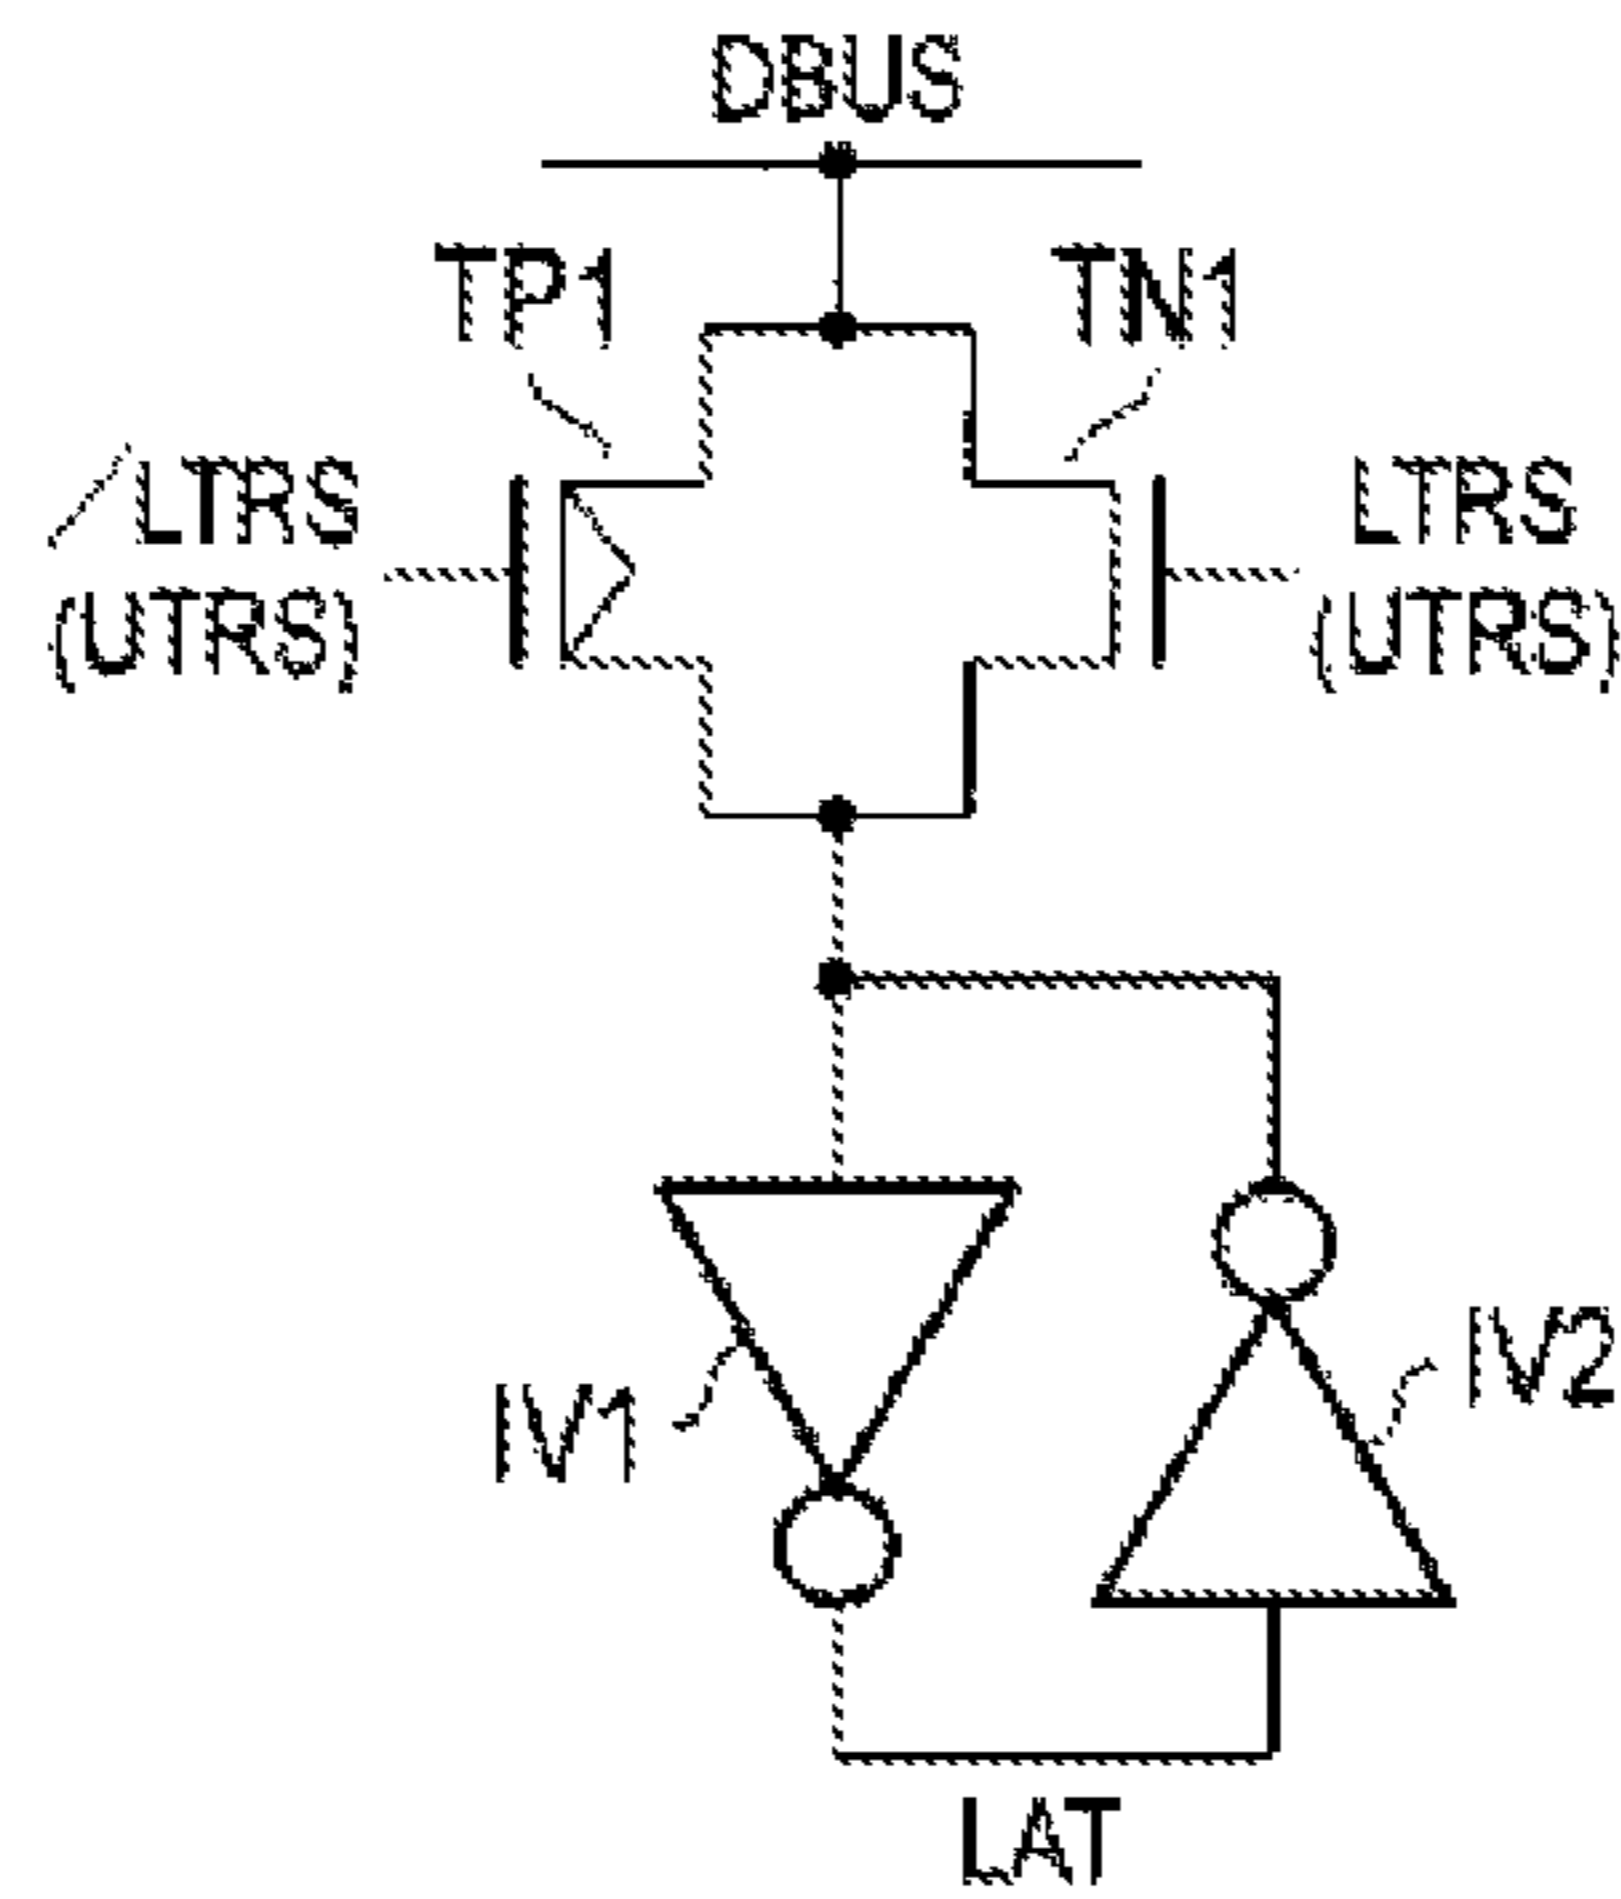 DBUS
TP1
TN1
/LTRS
(UTRS)
LTRS
(UTRS)
IV1
IV2
LAT